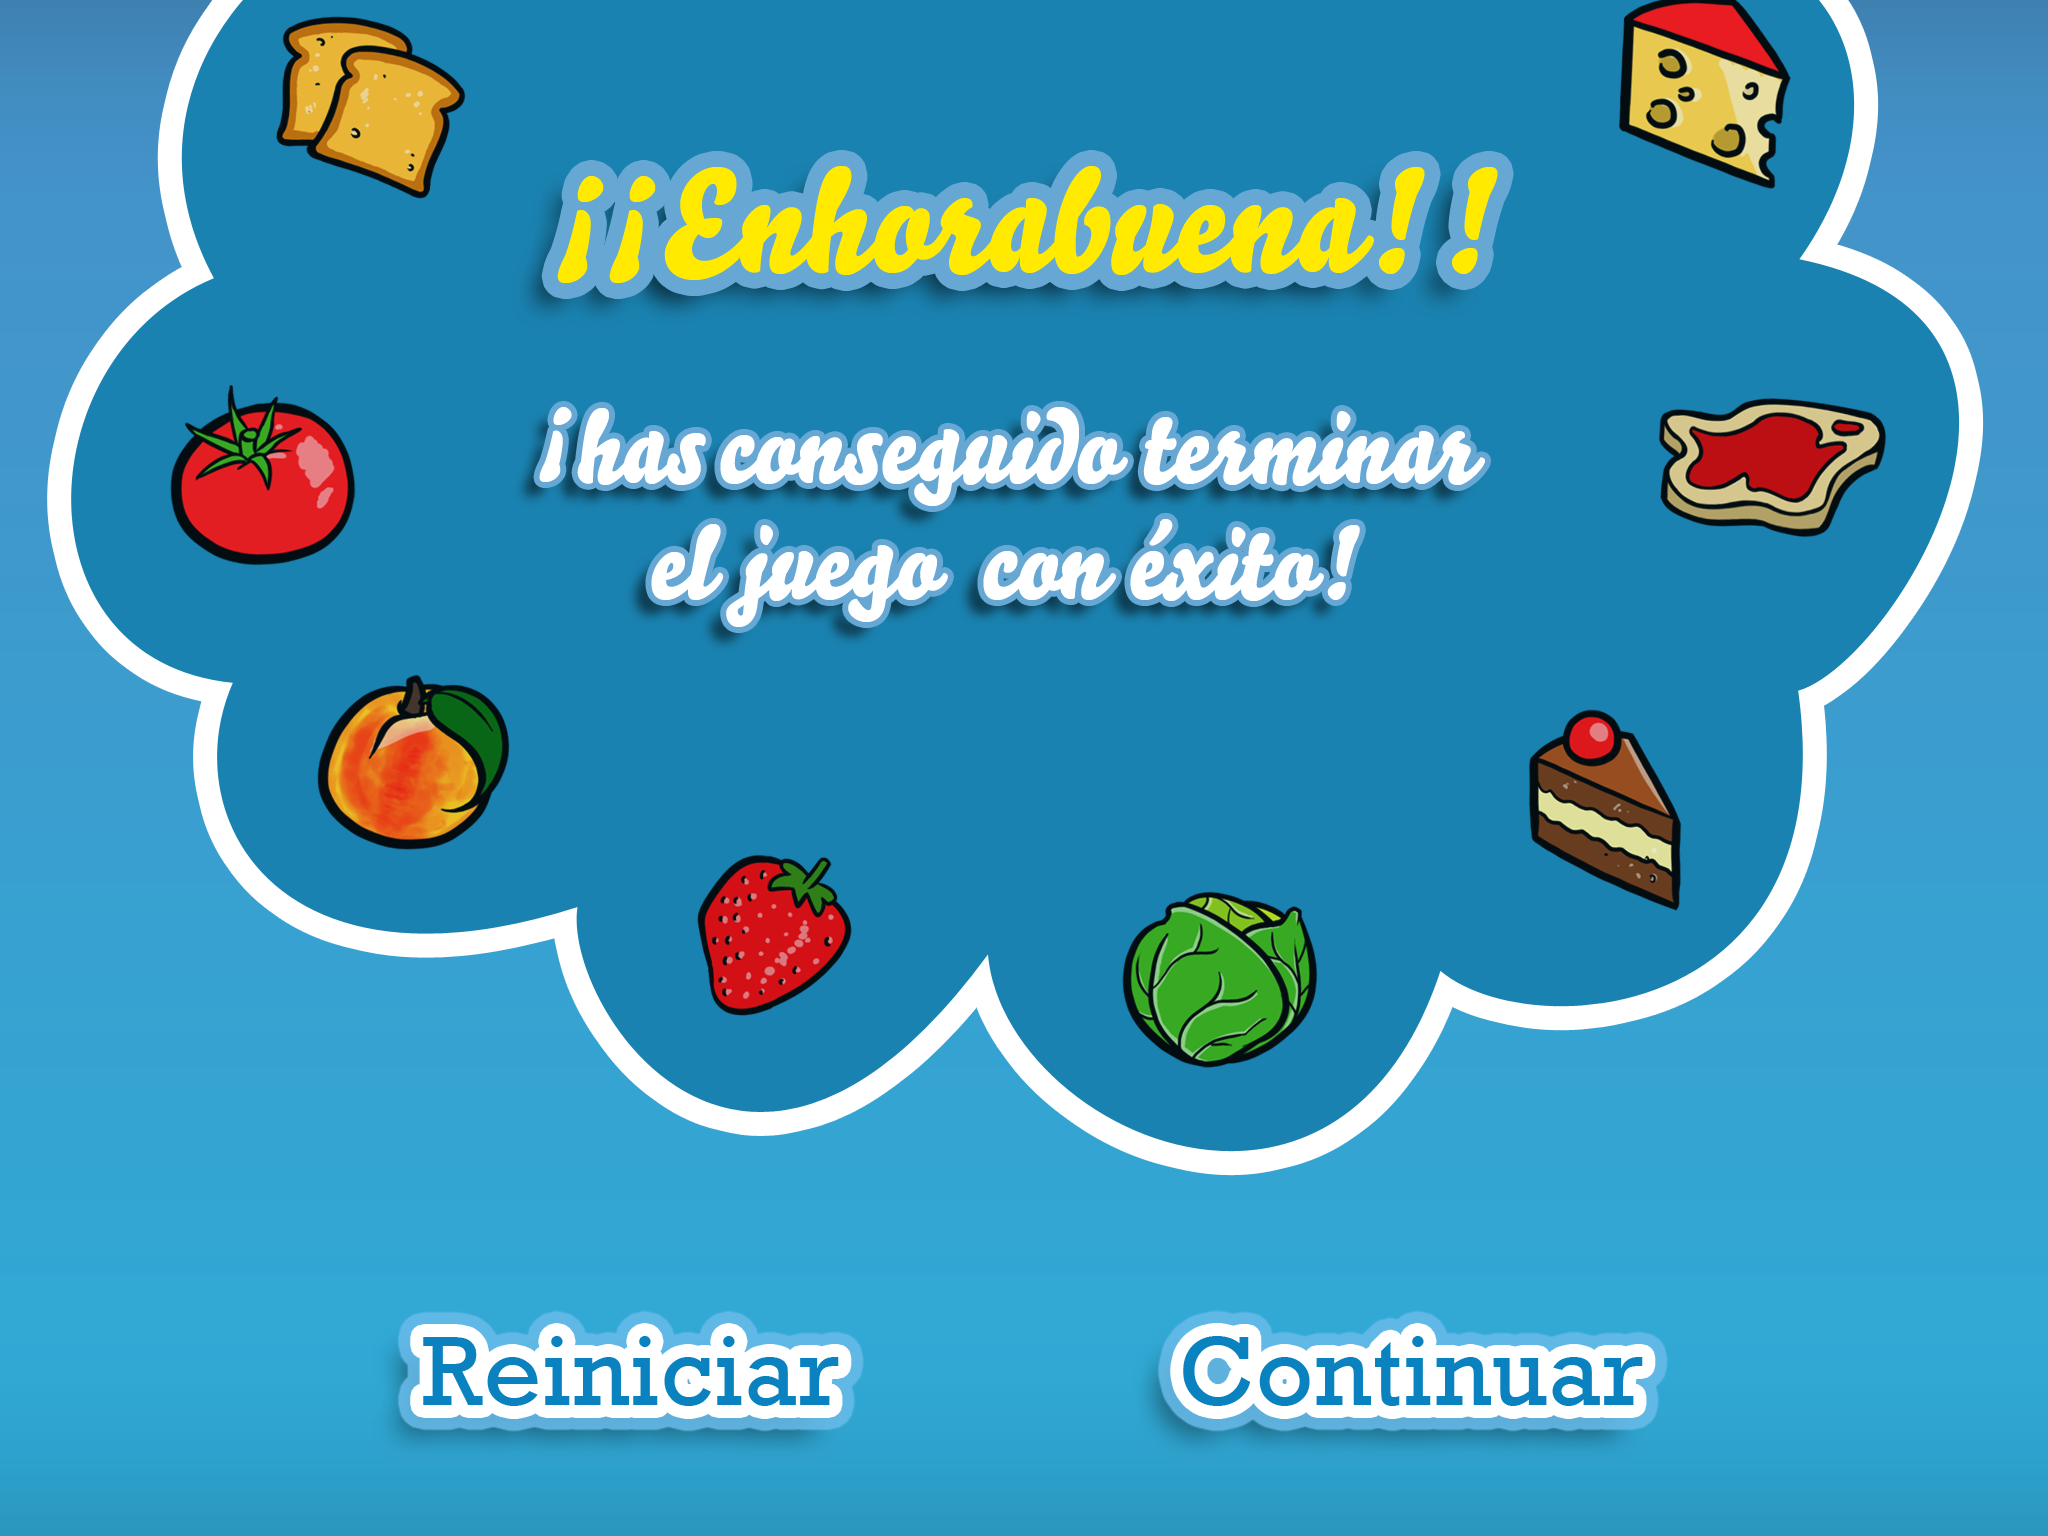 ¡¡Enhorabuena!!
¡has conseguido terminar
el juego con éxito!
Reiniciar
Continuar